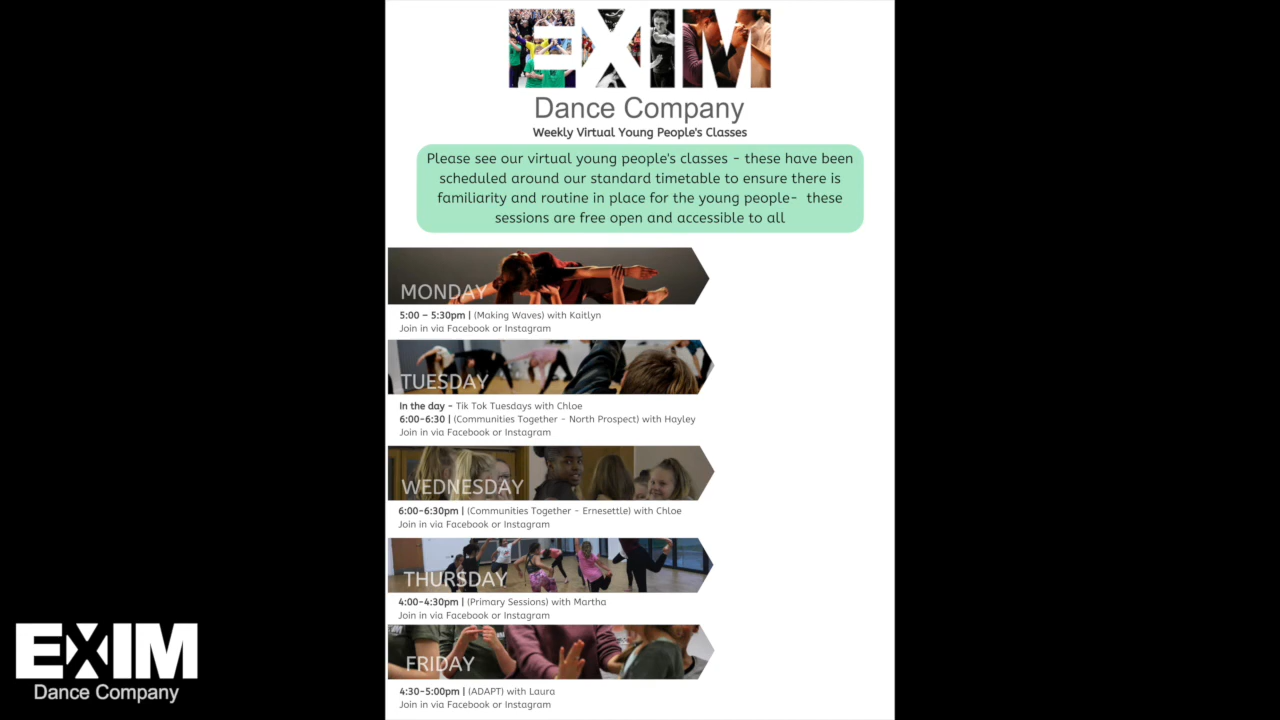 EXIM
Dance Company
Weekly Virtual Young People's Classes
Please see our virtual young people's classes - these have been
scheduled around our standard timetable to ensure there is
familiarity and routine in place for the young people-  these
sessions are free open and accessible to all
MONDAY
5:00 – 5:30pm | (Making Waves) with Kaitlyn
Join in via Facebook or Instagram
TUESDAY
In the day – Tik Tok Tuesdays with Chloe
6:00-6:30 | (Communities Together - North Prospect) with Hayley
Join in via Facebook or Instagram
WEDNESDAY
6:00-6:30pm | (Communities Together - Ernesettle) with Chloe
Join in via Facebook or Instagram
THURSDAY
4:00-4:30pm | (Primary Sessions) with Martha
Join in via Facebook or Instagram
FRIDAY
4:30-5:00pm | (ADAPT) with Laura
Join in via Facebook or Instagram
EXIM
Dance Company